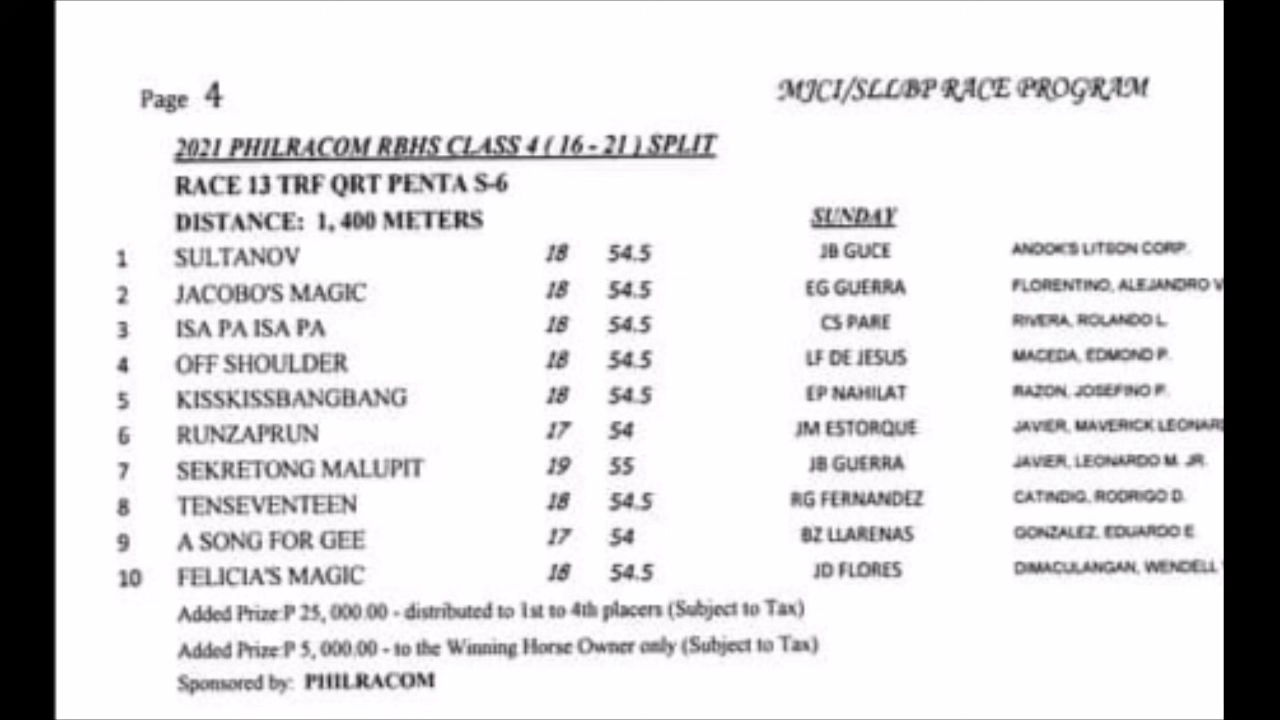 Page 4 MJCI/SLLBP RACE PROGRAM
2021 PHILRACOM RBHS CLASS 4 ( 16 - 21 ) SPLIT
RACE 13 TRF QRT PENTA S-6
DISTANCE: 1, 400 METERS SUNDAY
1 SULTANOV 18 54.5 JB GUCE ANDOK'S LITSON CORP.
2 JACOBO'S MAGIC 18 54.5 EG GUERRA FLORENTINO, ALEJANDRO V
3 ISA PA ISA PA 18 54.5 CS PARE RIVERA, ROLANDO L.
4 OFF SHOULDER 18 54.5 LF DE JESUS MACEDA, EDMOND P.
5 KISSKISSBANGBANG 18 54.5 EP NAHILAT RAZON, JOSEFINO P.
6 RUNZAPRUN 17 54 JM ESTORQUE JAVIER, MAVERICK LEONARD
7 SEKRETONG MALUPIT 19 55 JB GUERRA JAVIER, LEONARDO M. JR.
8 TENSEVENTEEN 18 54.5 RG FERNANDEZ CATINDIG, RODRIGO D.
9 A SONG FOR GEE 17 54 BZ LLARENAS GONZALEZ, EDUARDO E.
10 FELICIA'S MAGIC 18 54.5 JD FLORES DIMACULANGAN, WENDELL
Added Prize:P 25, 000.00 - distributed to 1st to 4th placers (Subject to Tax)
Added Prize:P 5, 000.00 - to the Winning Horse Owner only (Subject to Tax)
Sponsored by: PHILRACOM